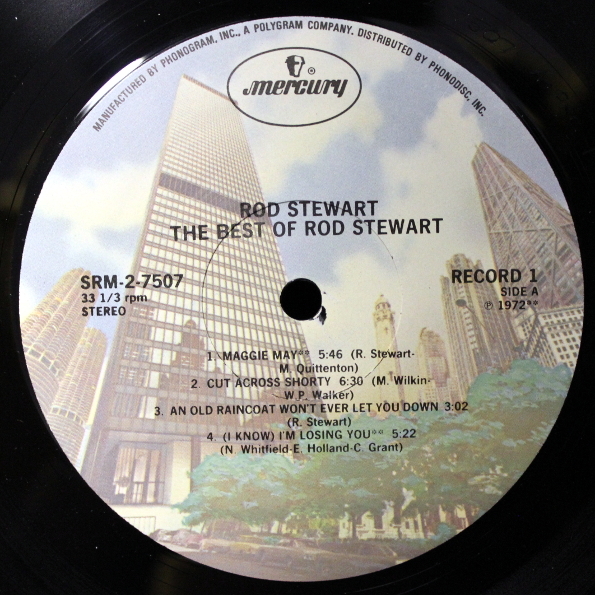 MANUFACTURED BY PHONOGRAM, INC., A POLYGRAM COMPANY. DISTRIBUTED BY PHONODISC, INC.
mercury ®
ROD STEWART
THE BEST OF ROD STEWART
SRM-2-7507
33 1/3 rpm
STEREO
RECORD 1
SIDE A
℗ 1972**
1. MAGGIE MAY** 5:46 (R. Stewart-
M. Quittenton)
2. CUT ACROSS SHORTY 6:30 (M. Wilkin-
W.P. Walker)
3. AN OLD RAINCOAT WON'T EVER LET YOU DOWN 3:02
(R. Stewart)
4. (I KNOW) I'M LOSING YOU** 5:22
(N. Whitfield-E. Holland-C. Grant)